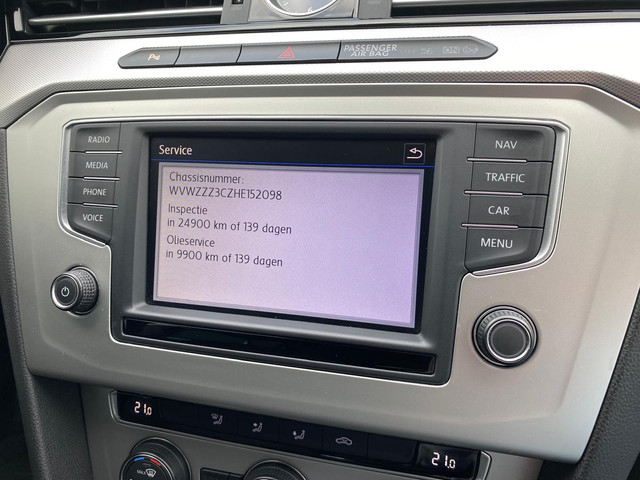 PASSENGER
AIR BAG
RADIO
MEDIA
PHONE
VOICE
Service
Chassisnummer:
WVWZZZ3CZHE152098
Inspectie
in 24900 km of 139 dagen
Olieservice
in 9900 km of 139 dagen
NAV
TRAFFIC
CAR
MENU
21.0
21.0